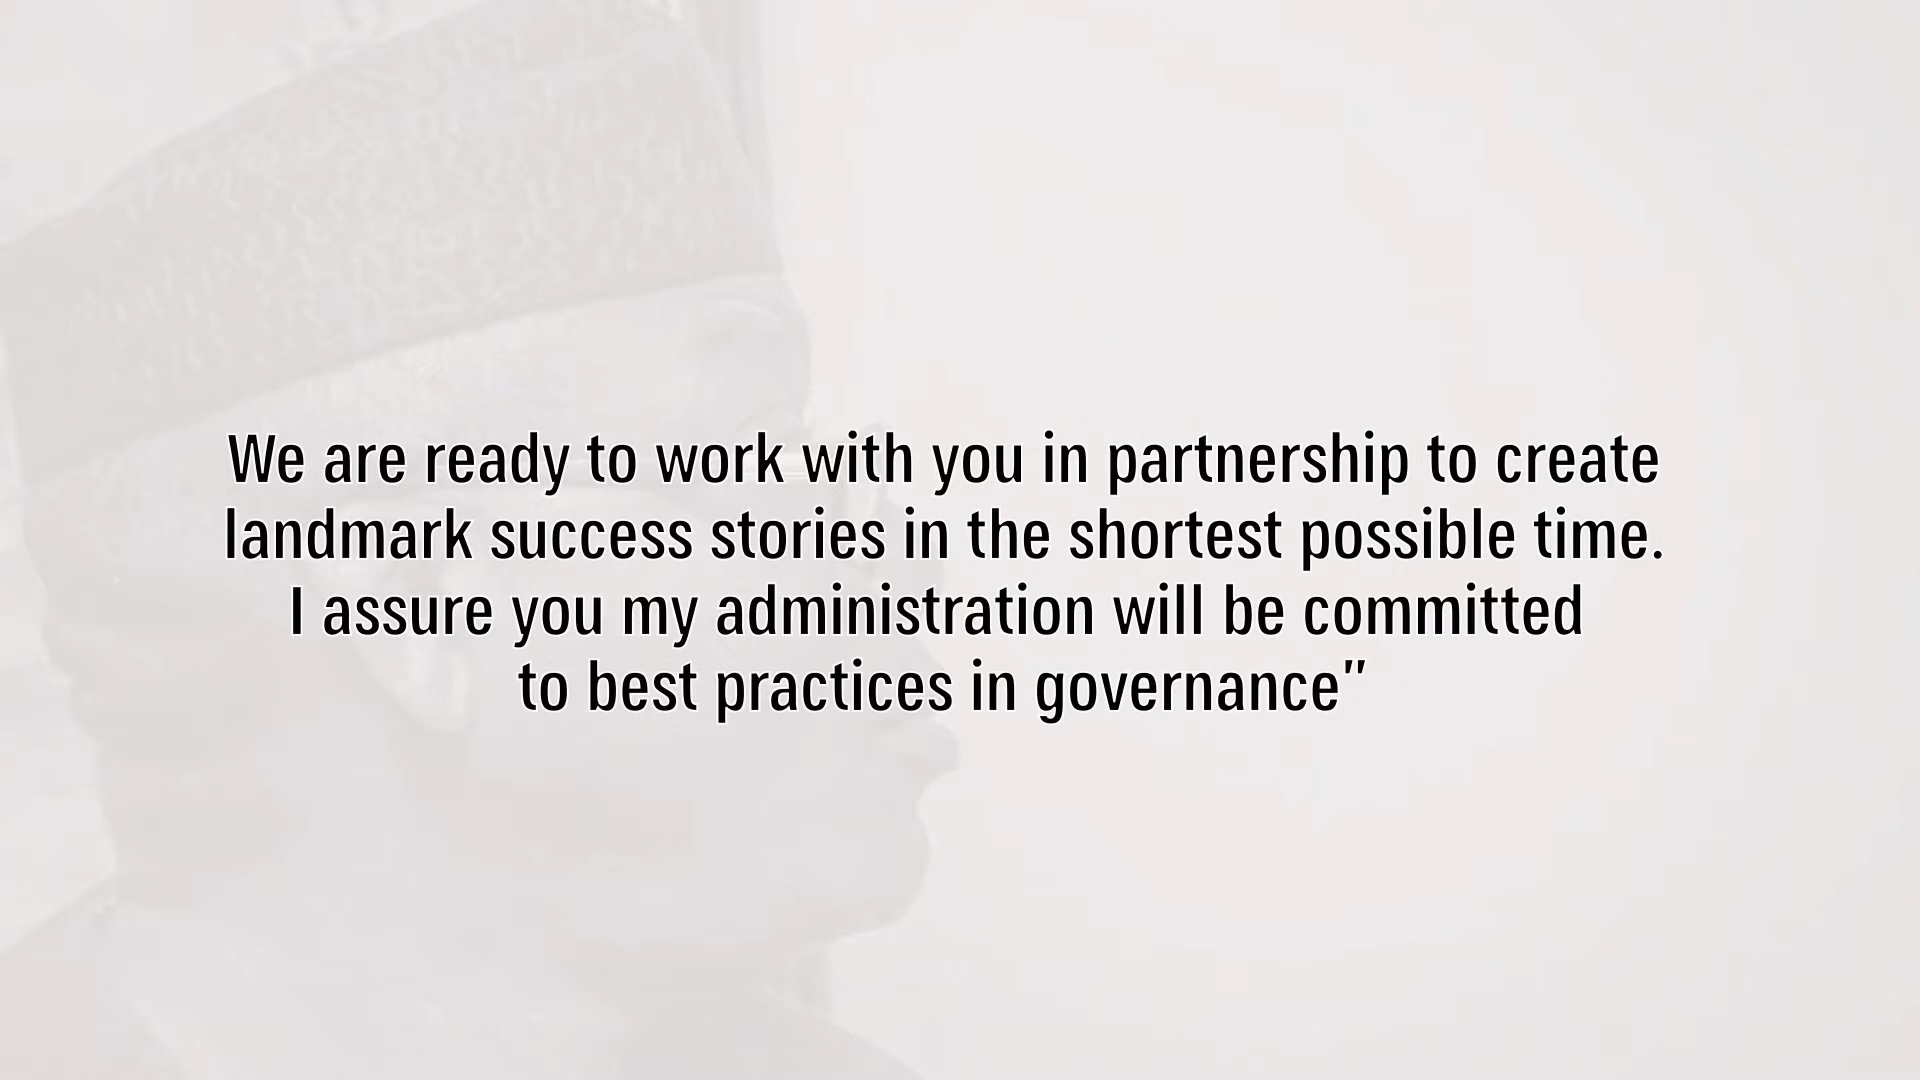 We are ready to work with you in partnership to create
landmark success stories in the shortest possible time.
I assure you my administration will be committed
to best practices in governance”